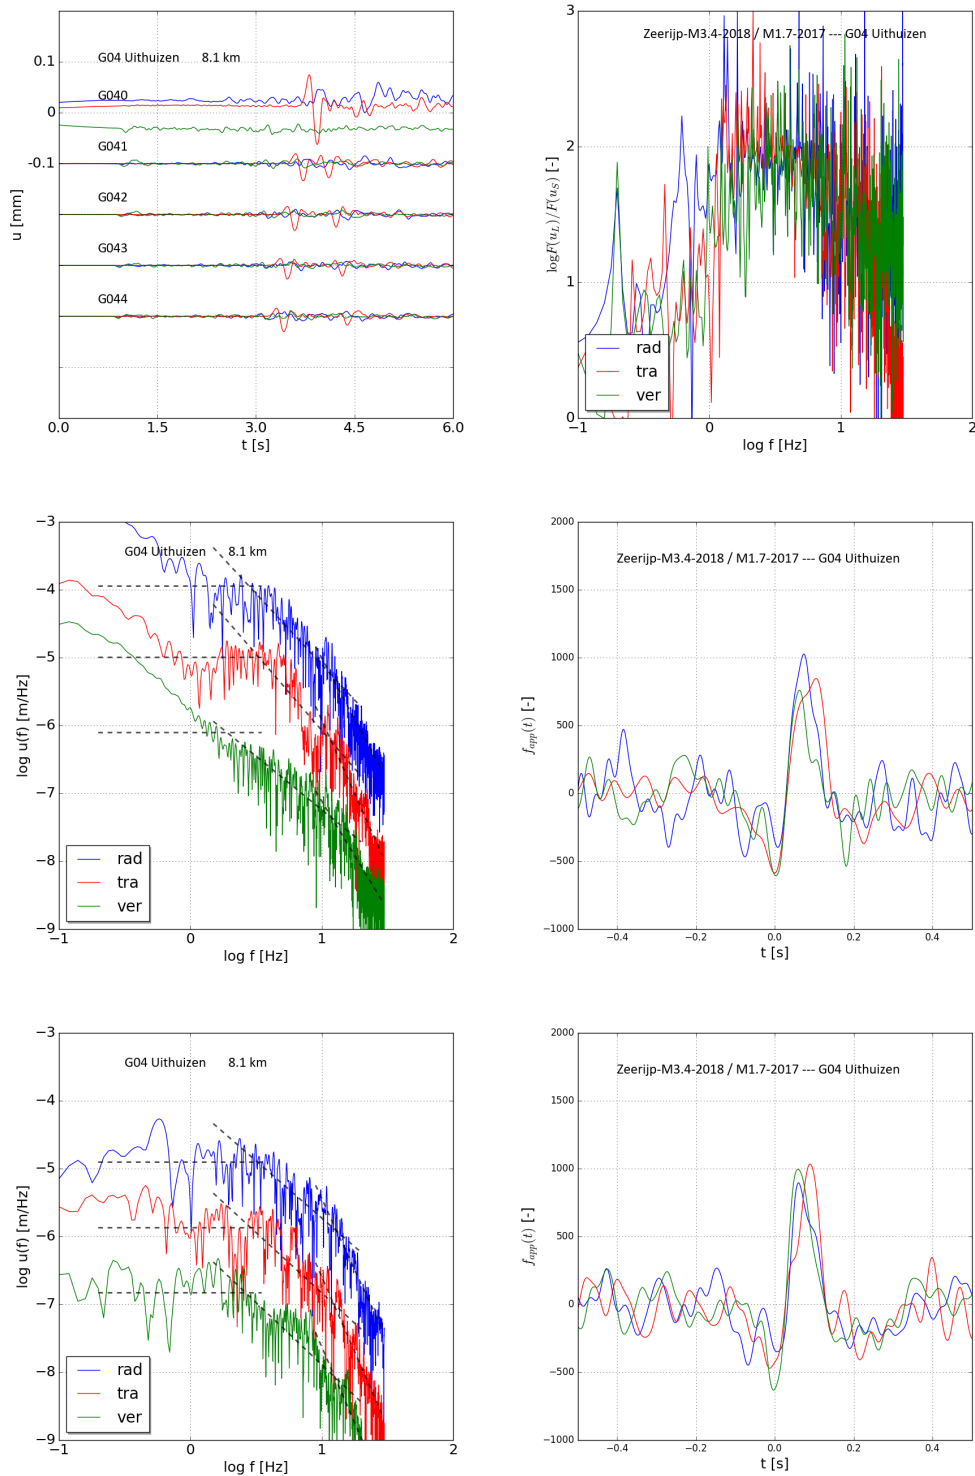 G04 Uithuizen 8.1 km
G040
G041
G042
G043
G044
0.1
0
-0.1
u [mm]
0.0 1.5 3.0 4.5 6.0
t [s]
Zeerijp-M3.4-2018 / M1.7-2017 --- G04 Uithuizen
3
2
1
0
logF(u_L)/F(u_S) [-]
rad
tra
ver
−1 0 1 2
log f [Hz]
G04 Uithuizen 8.1 km
−3
−4
−5
−6
−7
−8
−9
log u(f) [m/Hz]
rad
tra
ver
−1 0 1 2
log f [Hz]
Zeerijp-M3.4-2018 / M1.7-2017 --- G04 Uithuizen
2000
1500
1000
500
0
−500
−1000
f_app(t) [-]
−0.4 −0.2 0.0 0.2 0.4
t [s]
G04 Uithuizen 8.1 km
−3
−4
−5
−6
−7
−8
−9
log u(f) [m/Hz]
rad
tra
ver
−1 0 1 2
log f [Hz]
Zeerijp-M3.4-2018 / M1.7-2017 --- G04 Uithuizen
2000
1500
1000
500
0
−500
−1000
f_app(t) [-]
−0.4 −0.2 0.0 0.2 0.4
t [s]